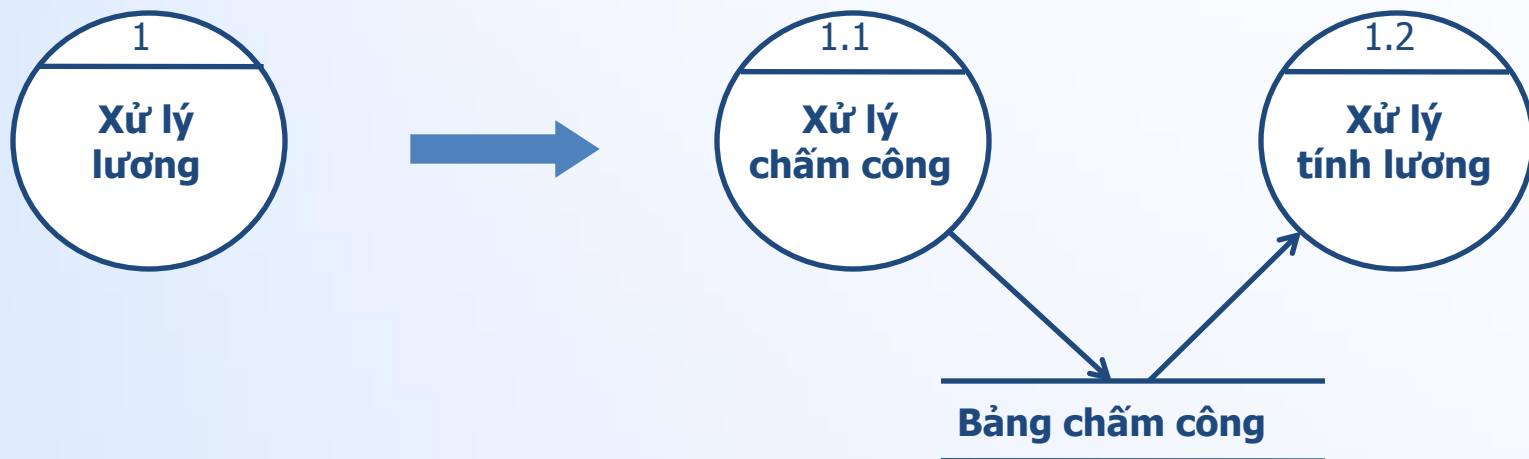 1
Xử lý
lương
1.1
Xử lý
chấm công
1.2
Xử lý
tính lương
Bảng chấm công